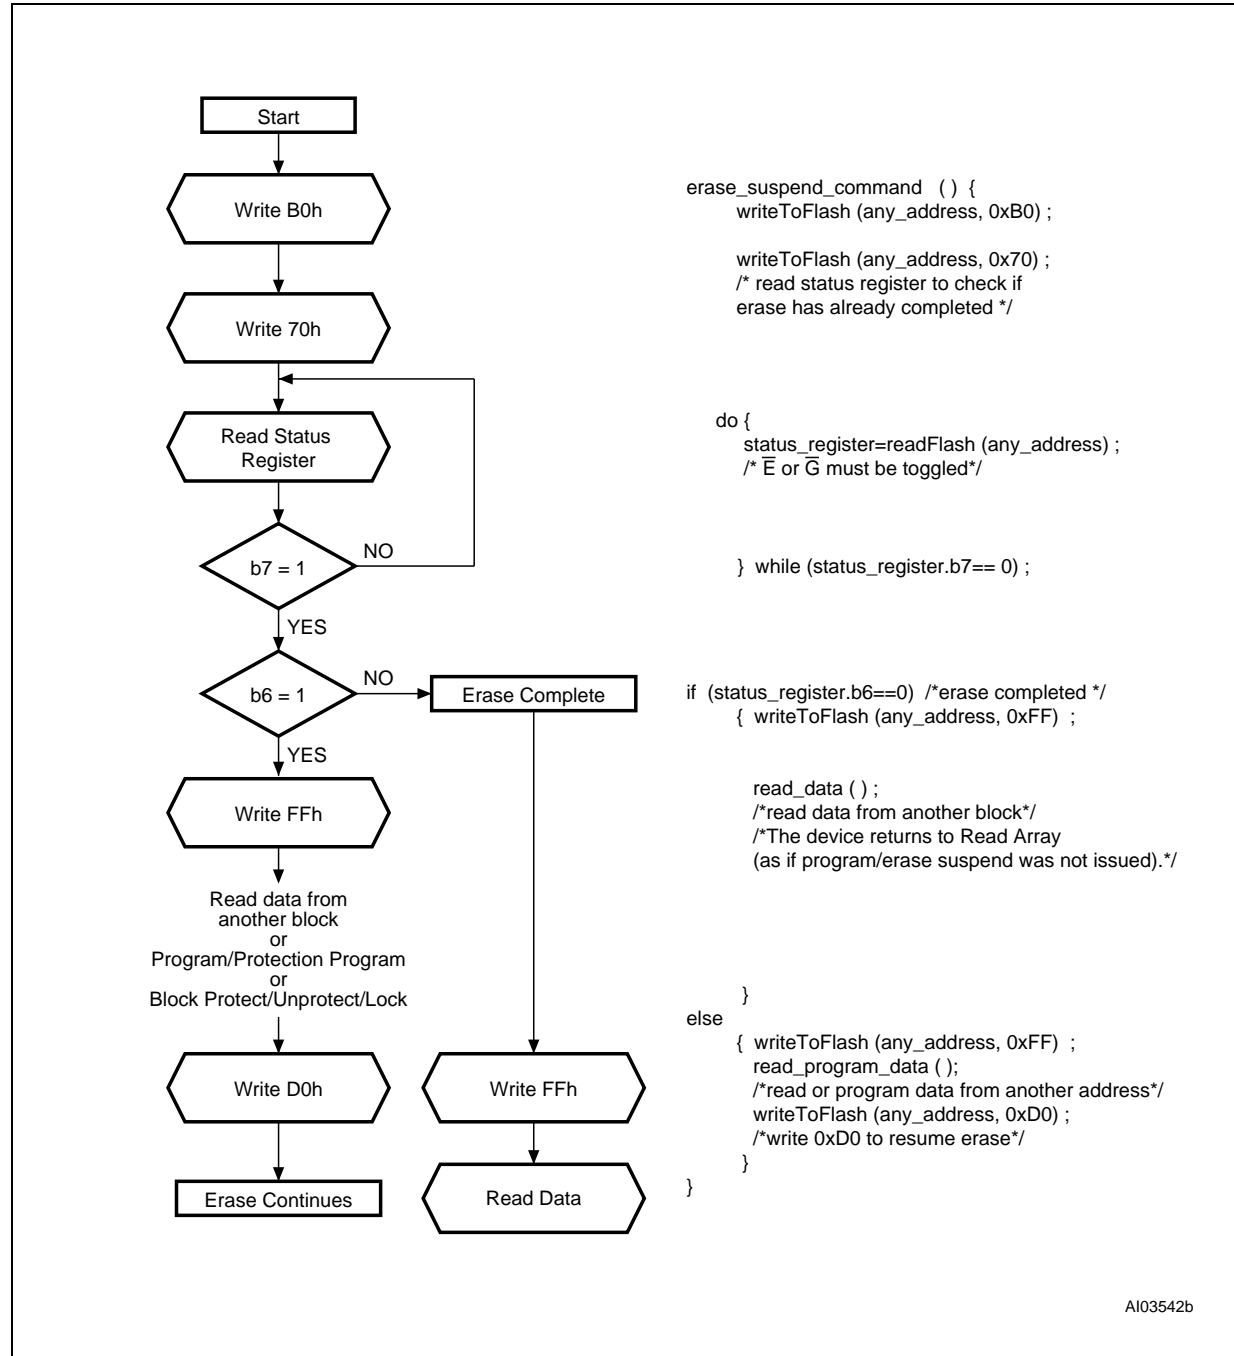 Start
Write B0h
Write 70h
Read Status
Register
b7 = 1
NO
YES
b6 = 1
NO
Erase Complete
YES
Write FFh
Read data from
another block
or
Program/Protection Program
or
Block Protect/Unprotect/Lock
Write D0h
Write FFh
Erase Continues
Read Data
erase_suspend_command ( ) {
writeToFlash (any_address, 0xB0) ;
writeToFlash (any_address, 0x70) ;
/* read status register to check if
erase has already completed */
do {
status_register=readFlash (any_address) ;
/* E̅ or G̅ must be toggled*/
} while (status_register.b7== 0) ;
if (status_register.b6==0) /*erase completed */
{ writeToFlash (any_address, 0xFF) ;
read_data ( ) ;
/*read data from another block*/
/*The device returns to Read Array
(as if program/erase suspend was not issued).*/
}
else
{ writeToFlash (any_address, 0xFF) ;
read_program_data ( );
/*read or program data from another address*/
writeToFlash (any_address, 0xD0) ;
/*write 0xD0 to resume erase*/
}
}
AI03542b